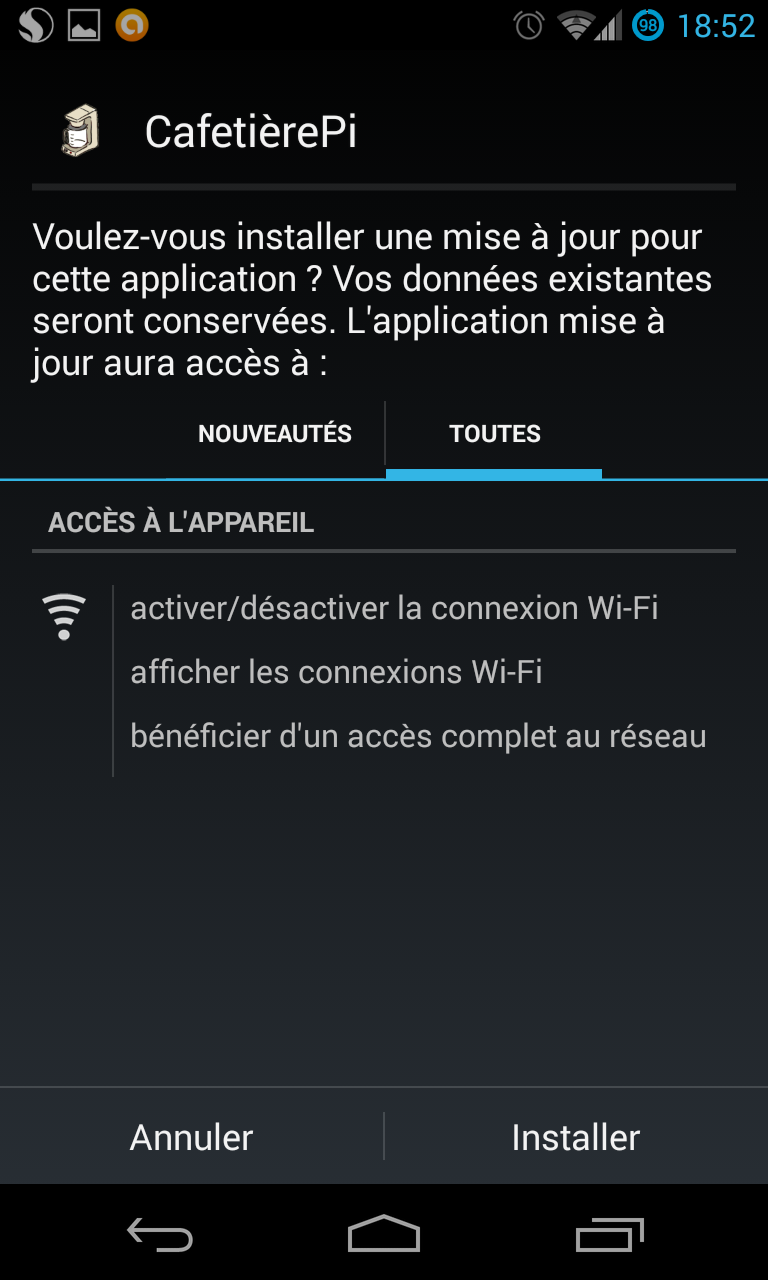 98 18:52
CafetièrePi
Voulez-vous installer une mise à jour pour
cette application ? Vos données existantes
seront conservées. L'application mise à
jour aura accès à :
NOUVEAUTÉS TOUTES
ACCÈS À L'APPAREIL
activer/désactiver la connexion Wi-Fi
afficher les connexions Wi-Fi
bénéficier d'un accès complet au réseau
Annuler Installer